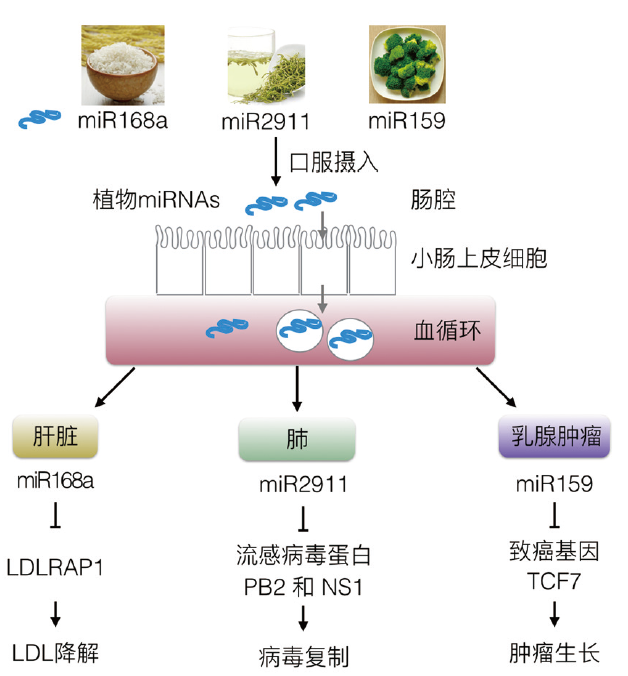 miR168a
miR2911
miR159
口服摄入
植物miRNAs
肠腔
小肠上皮细胞
血循环
肝脏
肺
乳腺肿瘤
miR168a
miR2911
miR159
LDLRAP1
流感病毒蛋白
PB2 和 NS1
致癌基因
TCF7
LDL降解
病毒复制
肿瘤生长